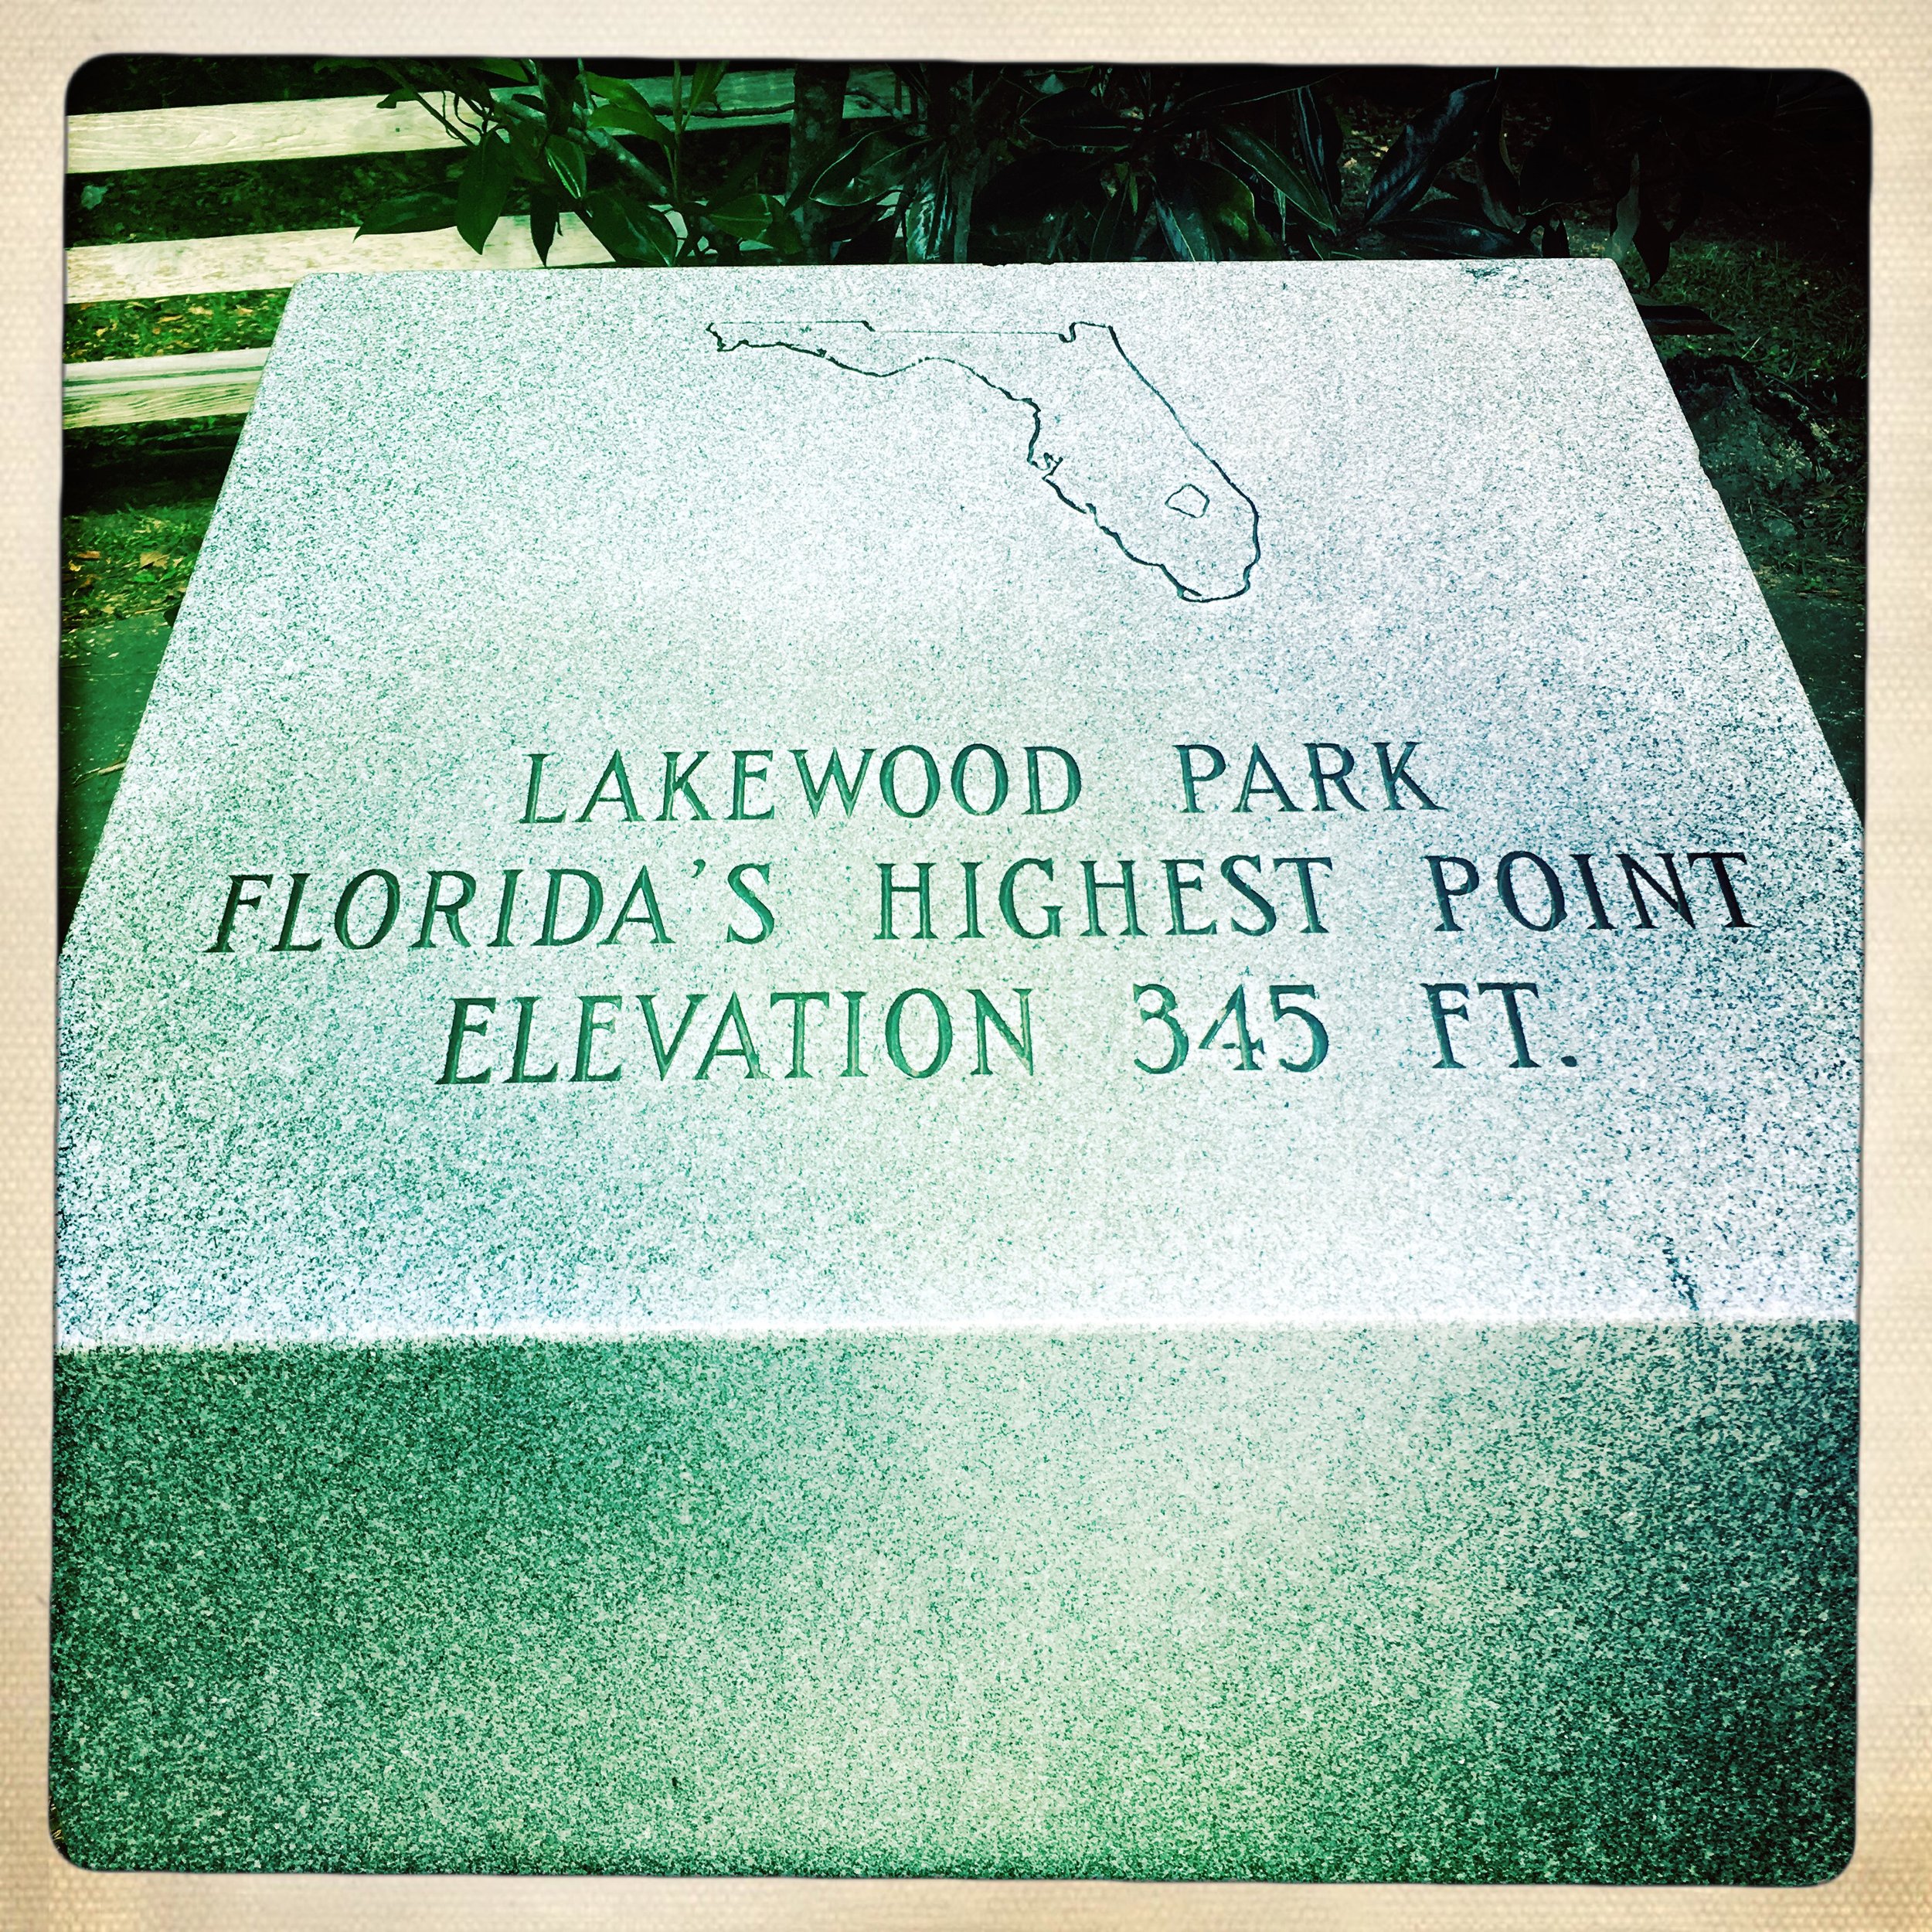 LAKEWOOD PARK
FLORIDA'S HIGHEST POINT
ELEVATION 345 FT.